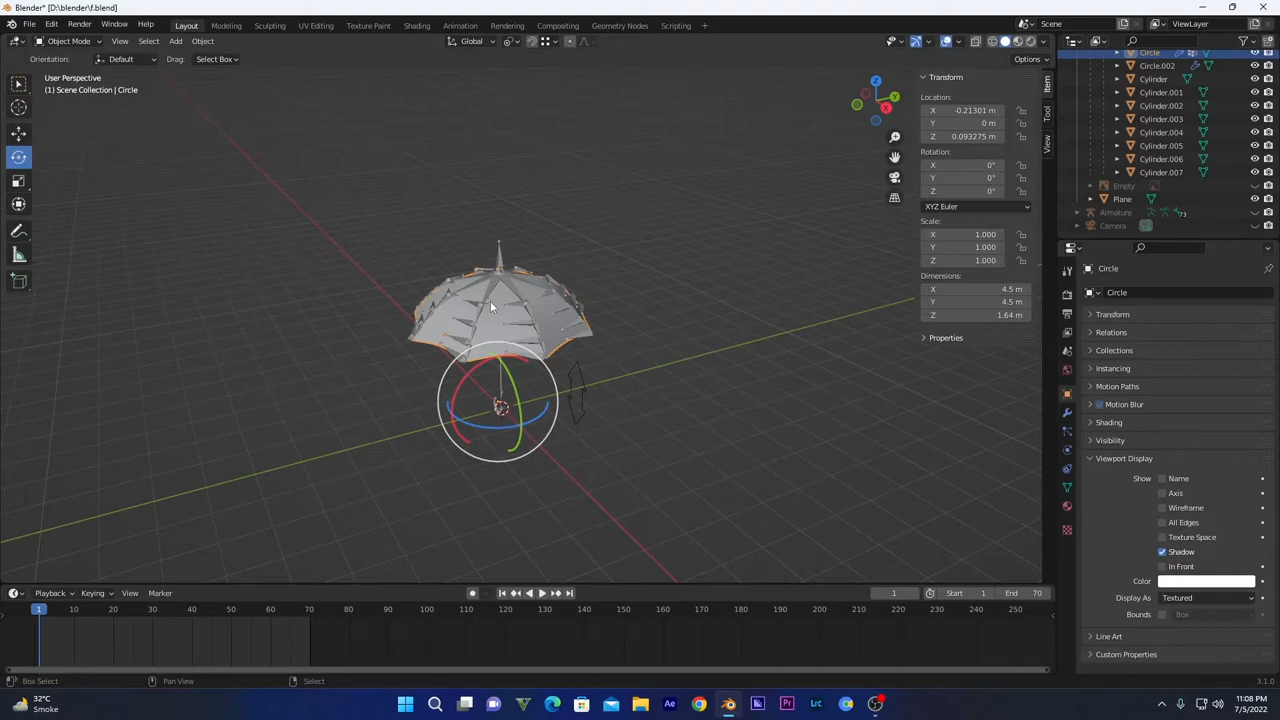 Blender* [D:\blender\f.blend]
File Edit Render Window Help Layout Modeling Sculpting UV Editing Texture Paint Shading Animation Rendering Compositing Geometry Nodes Scripting + Scene ViewLayer
Object Mode View Select Add Object Global
Orientation: Default Drag: Select Box Options
User Perspective
(1) Scene Collection | Circle
Transform
Location:
X -0.21301 m
Y 0 m
Z 0.093275 m
Rotation:
X 0°
Y 0°
Z 0°
XYZ Euler
Scale:
X 1.000
Y 1.000
Z 1.000
Dimensions:
X 4.5 m
Y 4.5 m
Z 1.64 m
Properties
Item
Tool
View
Z
Y
X
Circle
Circle.002
Cylinder
Cylinder.001
Cylinder.002
Cylinder.003
Cylinder.004
Cylinder.005
Cylinder.006
Cylinder.007
Empty
Plane
Armature 73
Camera
Circle
Circle
Transform
Relations
Collections
Instancing
Motion Paths
Motion Blur
Shading
Visibility
Viewport Display
Show Name
Axis
Wireframe
All Edges
Texture Space
Shadow
In Front
Color
Display As Textured
Bounds Box
Line Art
Custom Properties
Playback Keying View Marker 1 Start 1 End 70
1 10 20 30 40 50 60 70 80 90 100 110 120 130 140 150 160 170 180 190 200 210 220 230 240 250
Box Select Pan View Select 3.1.0
32°C
Smoke
Ae Pr Lrc
11:08 PM
7/5/2022